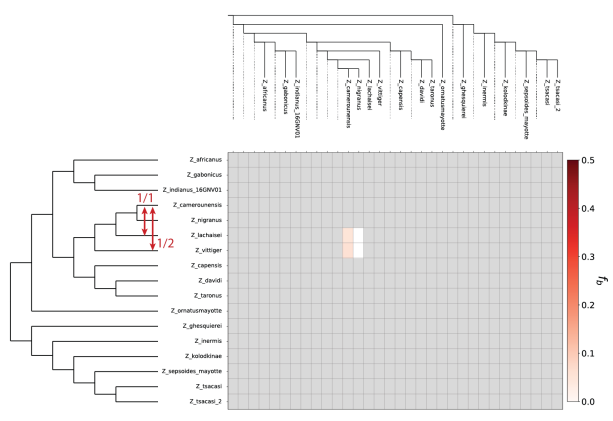 Z_africanus
Z_gabonicus
Z_indianus_16GNV01
Z_camerounensis
Z_nigranus
Z_lachaisei
Z_vittiger
Z_capensis
Z_davidi
Z_taronus
Z_ornatusmayotte
Z_ghesquierei
Z_inermis
Z_kolodkinae
Z_sepsoides_mayotte
Z_tsacasi
Z_tsacasi_2
Z_africanus
Z_gabonicus
Z_indianus_16GNV01
Z_camerounensis
Z_nigranus
Z_lachaisei
Z_vittiger
Z_capensis
Z_davidi
Z_taronus
Z_ornatusmayotte
Z_ghesquierei
Z_inermis
Z_kolodkinae
Z_sepsoides_mayotte
Z_tsacasi
Z_tsacasi_2
1/1
1/2
0.5
0.4
0.3
0.2
0.1
0.0
f_b